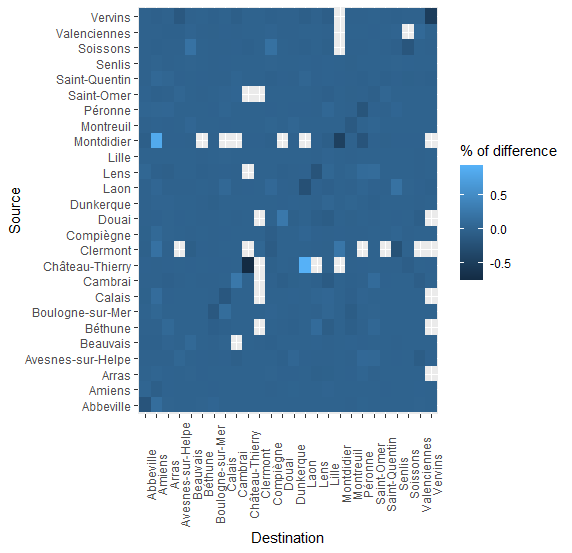 Vervins
Valenciennes
Soissons
Senlis
Saint-Quentin
Saint-Omer
Péronne
Montreuil
Montdidier
Lille
Lens
Laon
Dunkerque
Douai
Compiègne
Clermont
Château-Thierry
Cambrai
Calais
Boulogne-sur-Mer
Béthune
Beauvais
Avesnes-sur-Helpe
Arras
Amiens
Abbeville
Source
Abbeville
Amiens
Arras
Avesnes-sur-Helpe
Beauvais
Béthune
Boulogne-sur-Mer
Calais
Cambrai
Château-Thierry
Clermont
Compiègne
Douai
Dunkerque
Laon
Lens
Lille
Montdidier
Montreuil
Péronne
Saint-Omer
Saint-Quentin
Senlis
Soissons
Valenciennes
Vervins
Destination
% of difference
0.5
0.0
-0.5